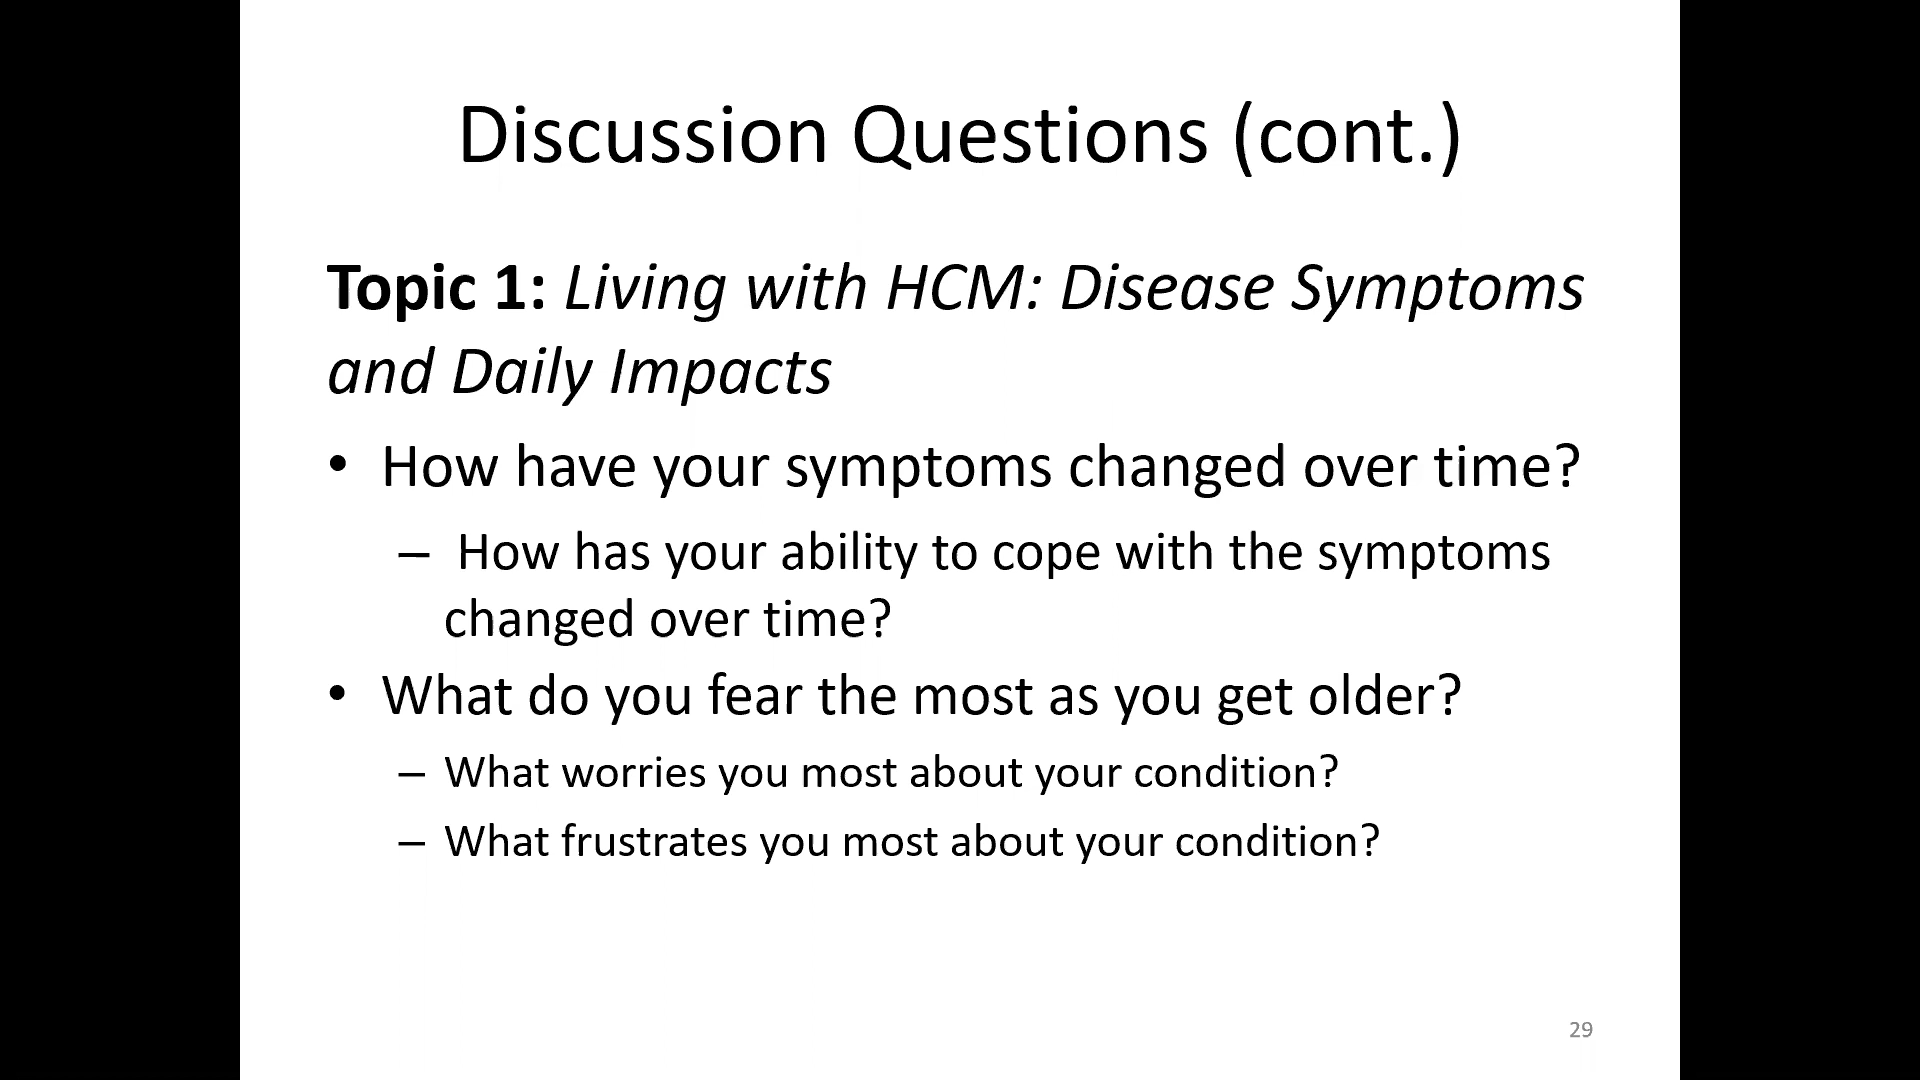 Discussion Questions (cont.)
Topic 1: Living with HCM: Disease Symptoms
and Daily Impacts
• How have your symptoms changed over time?
– How has your ability to cope with the symptoms
changed over time?
• What do you fear the most as you get older?
– What worries you most about your condition?
– What frustrates you most about your condition?
29